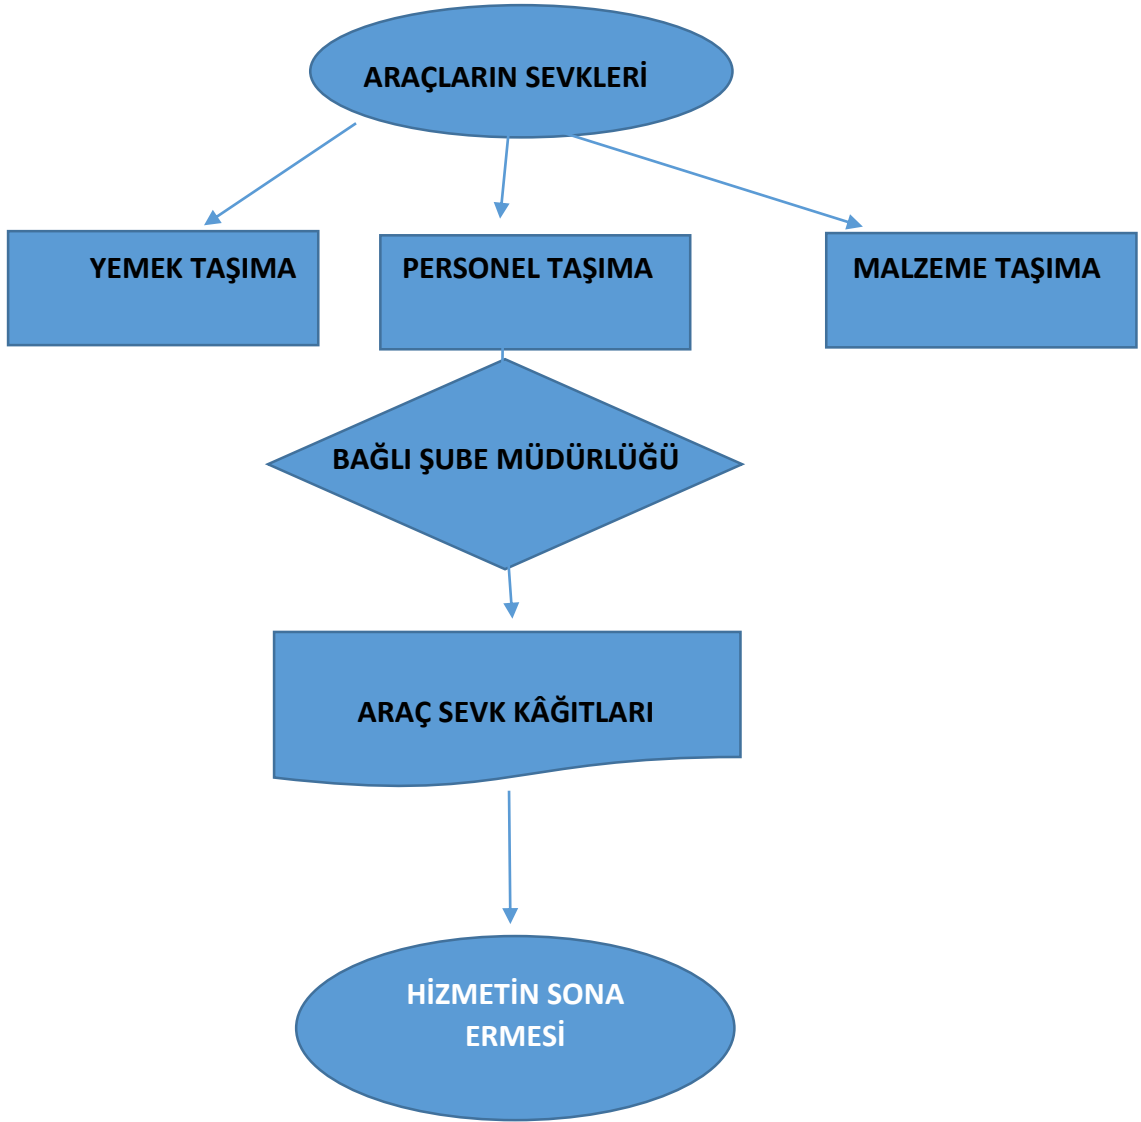 ARAÇLARIN SEVKLERİ
YEMEK TAŞIMA
PERSONEL TAŞIMA
MALZEME TAŞIMA
BAĞLI ŞUBE MÜDÜRLÜĞÜ
ARAÇ SEVK KÂĞITLARI
HİZMETİN SONA
ERMESİ